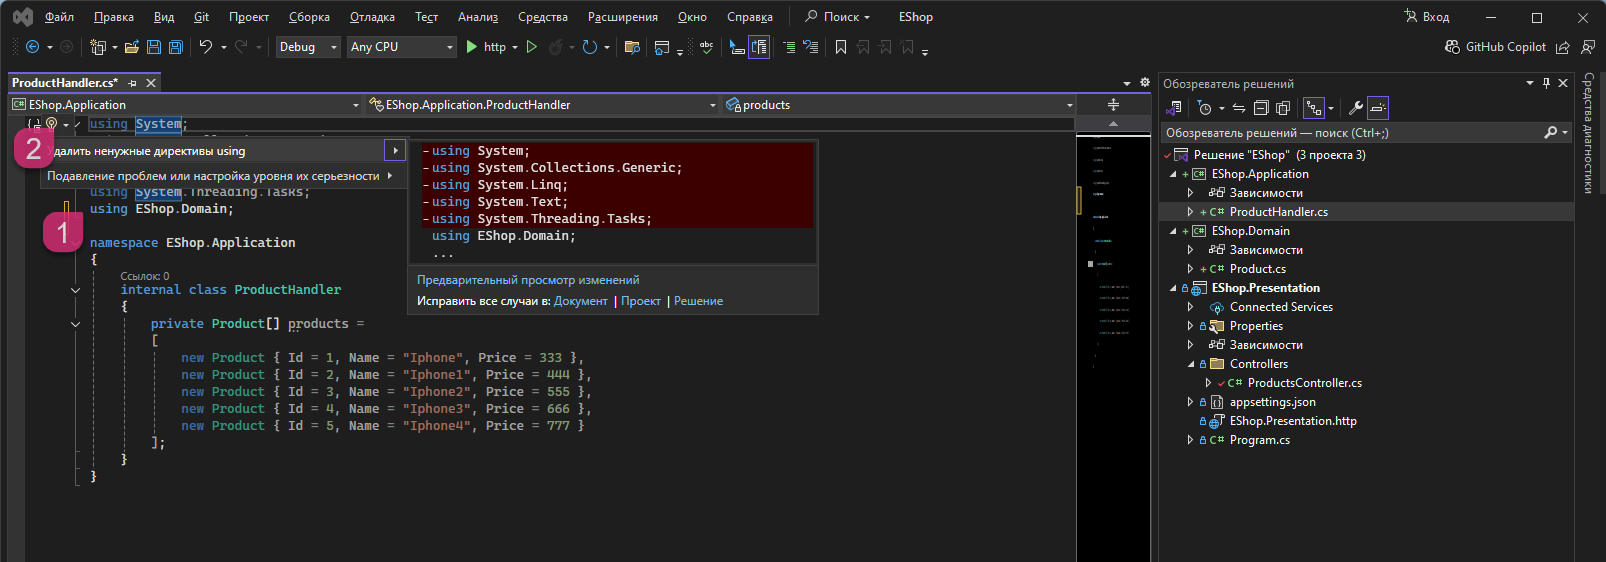 Файл Правка Вид Git Проект Сборка Отладка Тест Анализ Средства Расширения Окно Справка Поиск EShop Вход
Debug Any CPU http GitHub Copilot
ProductHandler.cs*
EShop.Application EShop.Application.ProductHandler products
using System;
2
Удалить ненужные директивы using
Подавление проблем или настройка уровня их серьезности
using System.Threading.Tasks;
using EShop.Domain;
1
namespace EShop.Application
{
Ссылок: 0
internal class ProductHandler
{
private Product[] products =
[
new Product { Id = 1, Name = "Iphone", Price = 333 },
new Product { Id = 2, Name = "Iphone1", Price = 444 },
new Product { Id = 3, Name = "Iphone2", Price = 555 },
new Product { Id = 4, Name = "Iphone3", Price = 666 },
new Product { Id = 5, Name = "Iphone4", Price = 777 }
];
}
}
-using System;
-using System.Collections.Generic;
-using System.Linq;
-using System.Text;
-using System.Threading.Tasks;
using EShop.Domain;
...
Предварительный просмотр изменений
Исправить все случаи в: Документ | Проект | Решение
Обозреватель решений
Обозреватель решений — поиск (Ctrl+;)
Решение "EShop" (3 проекта 3)
EShop.Application
Зависимости
ProductHandler.cs
EShop.Domain
Зависимости
Product.cs
EShop.Presentation
Connected Services
Properties
Зависимости
Controllers
ProductsController.cs
appsettings.json
EShop.Presentation.http
Program.cs
Средства диагностики